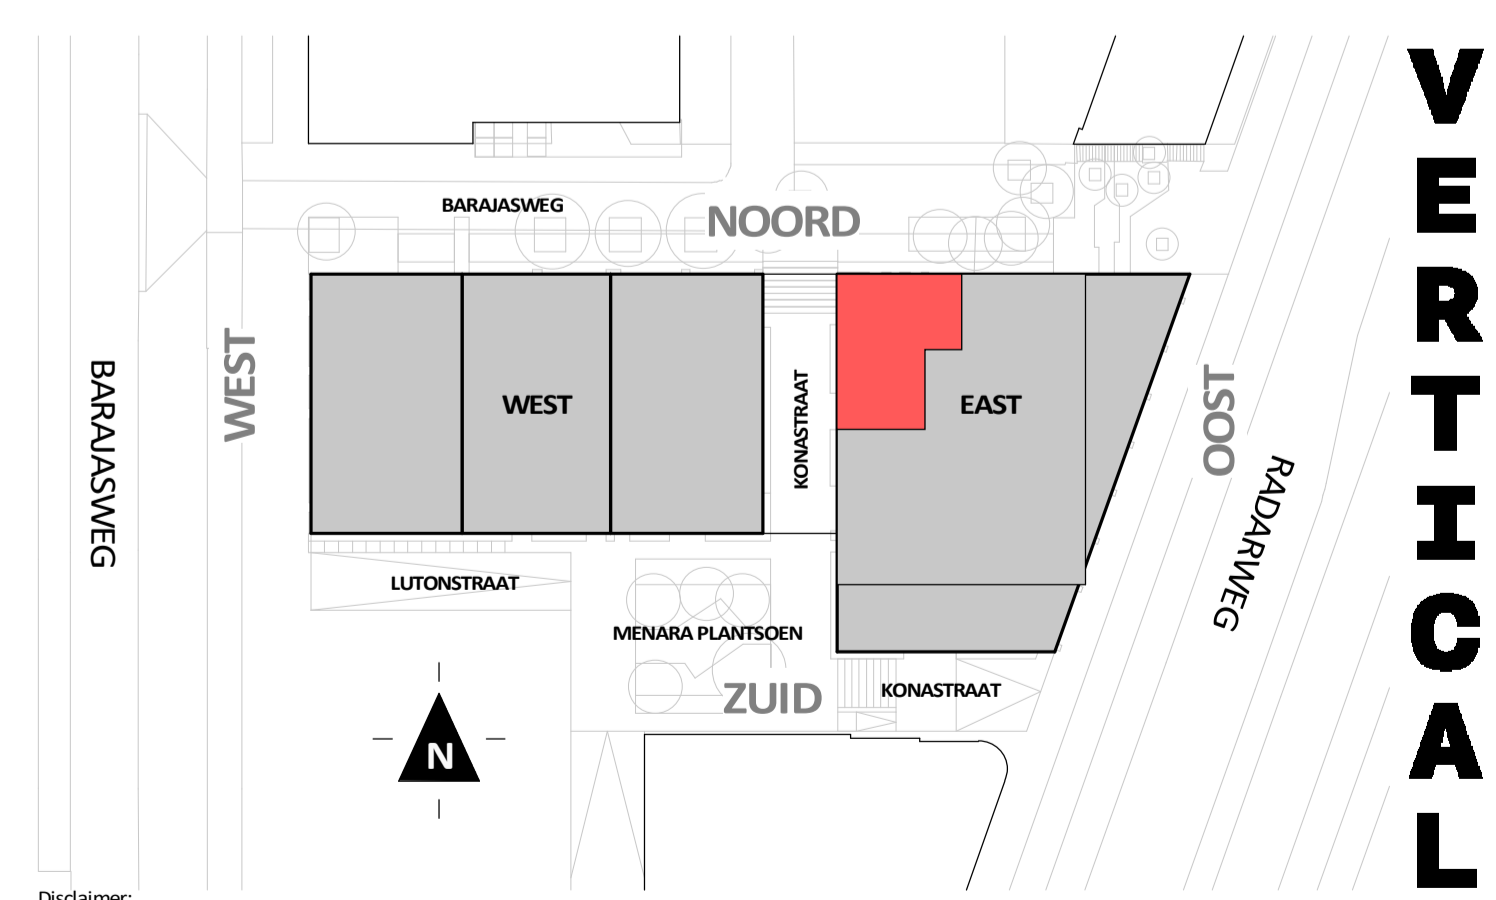 BARAJASWEG
NOORD
WEST
BARAJASWEG
WEST
KONASTRAAT
EAST
OOST
RADARWEG
LUTONSTRAAT
MENARA PLANTSOEN
ZUID
KONASTRAAT
N
VERTICAL
Disclaimer: